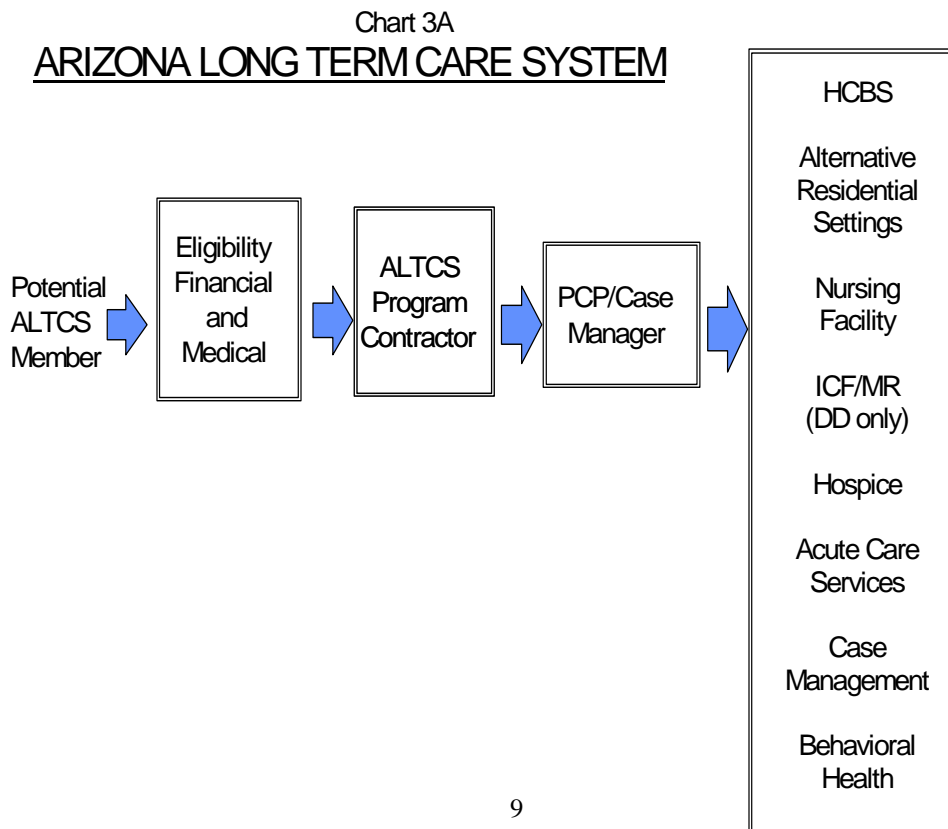 Chart 3A
ARIZONA LONG TERM CARE SYSTEM
Potential
ALTCS
Member
Eligibility
Financial
and
Medical
ALTCS
Program
Contractor
PCP/Case
Manager
HCBS
Alternative
Residential
Settings
Nursing
Facility
ICF/MR
(DD only)
Hospice
Acute Care
Services
Case
Management
Behavioral
Health
9